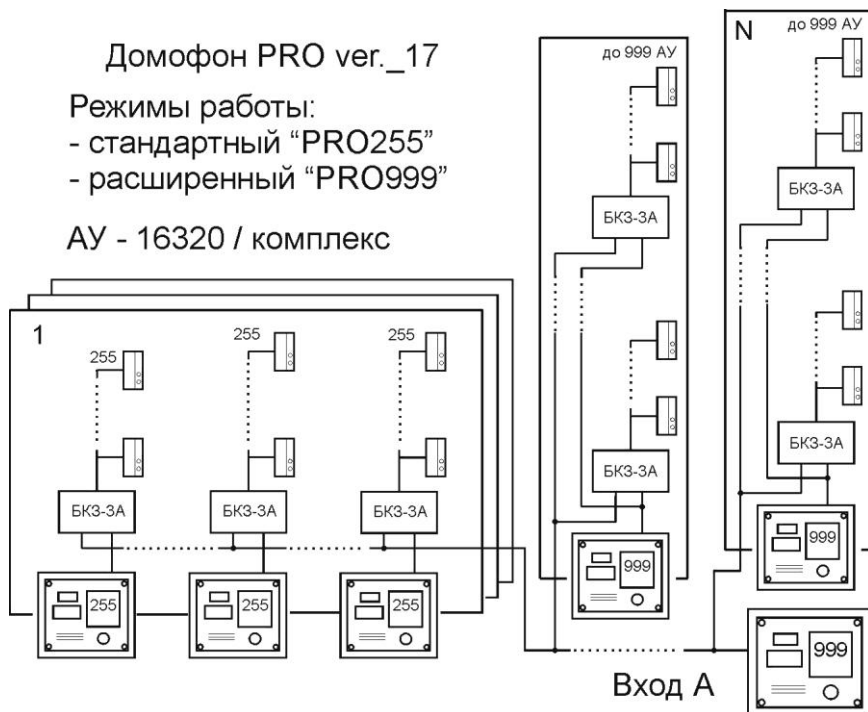 Домофон PRO ver._17
Режимы работы:
- стандартный “PRO255”
- расширенный “PRO999”
АУ - 16320 / комплекс
до 999 АУ
N
до 999 АУ
БКЗ-3А
БКЗ-3А
1
255
255
255
БКЗ-3А
БКЗ-3А
БКЗ-3А
БКЗ-3А
БКЗ-3А
255
255
255
999
999
Вход А
999